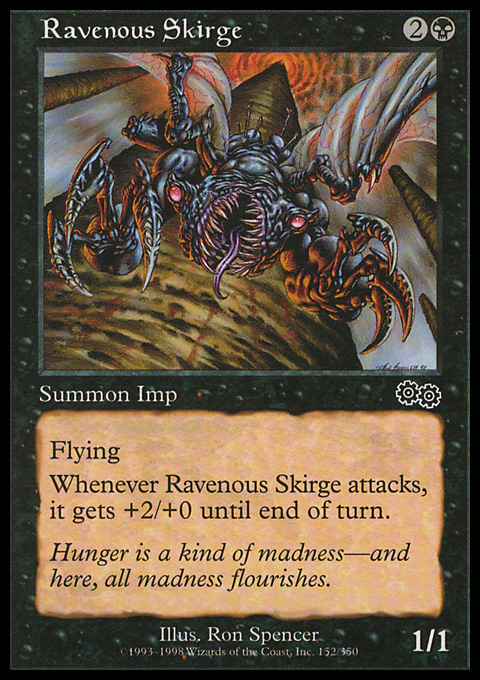 Ravenous Skirge 2
Summon Imp
Flying
Whenever Ravenous Skirge attacks,
it gets +2/+0 until end of turn.
Hunger is a kind of madness—and
here, all madness flourishes.
Illus. Ron Spencer
©1993-1998 Wizards of the Coast, Inc. 152/350
1/1